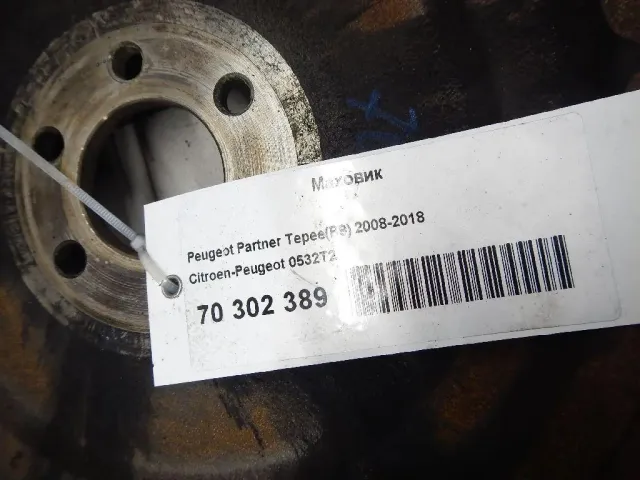 Маховик
Peugeot Partner Tepee(B9) 2008-2018
Citroen-Peugeot 0532T2
70 302 389